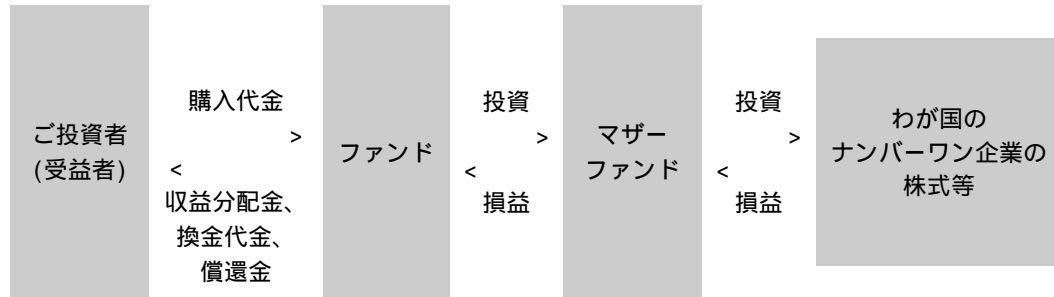 ご投資者
(受益者)
購入代金
>
<
収益分配金、
換金代金、
償還金
ファンド
投資
>
<
損益
マザー
ファンド
投資
>
<
損益
わが国の
ナンバーワン企業の
株式等